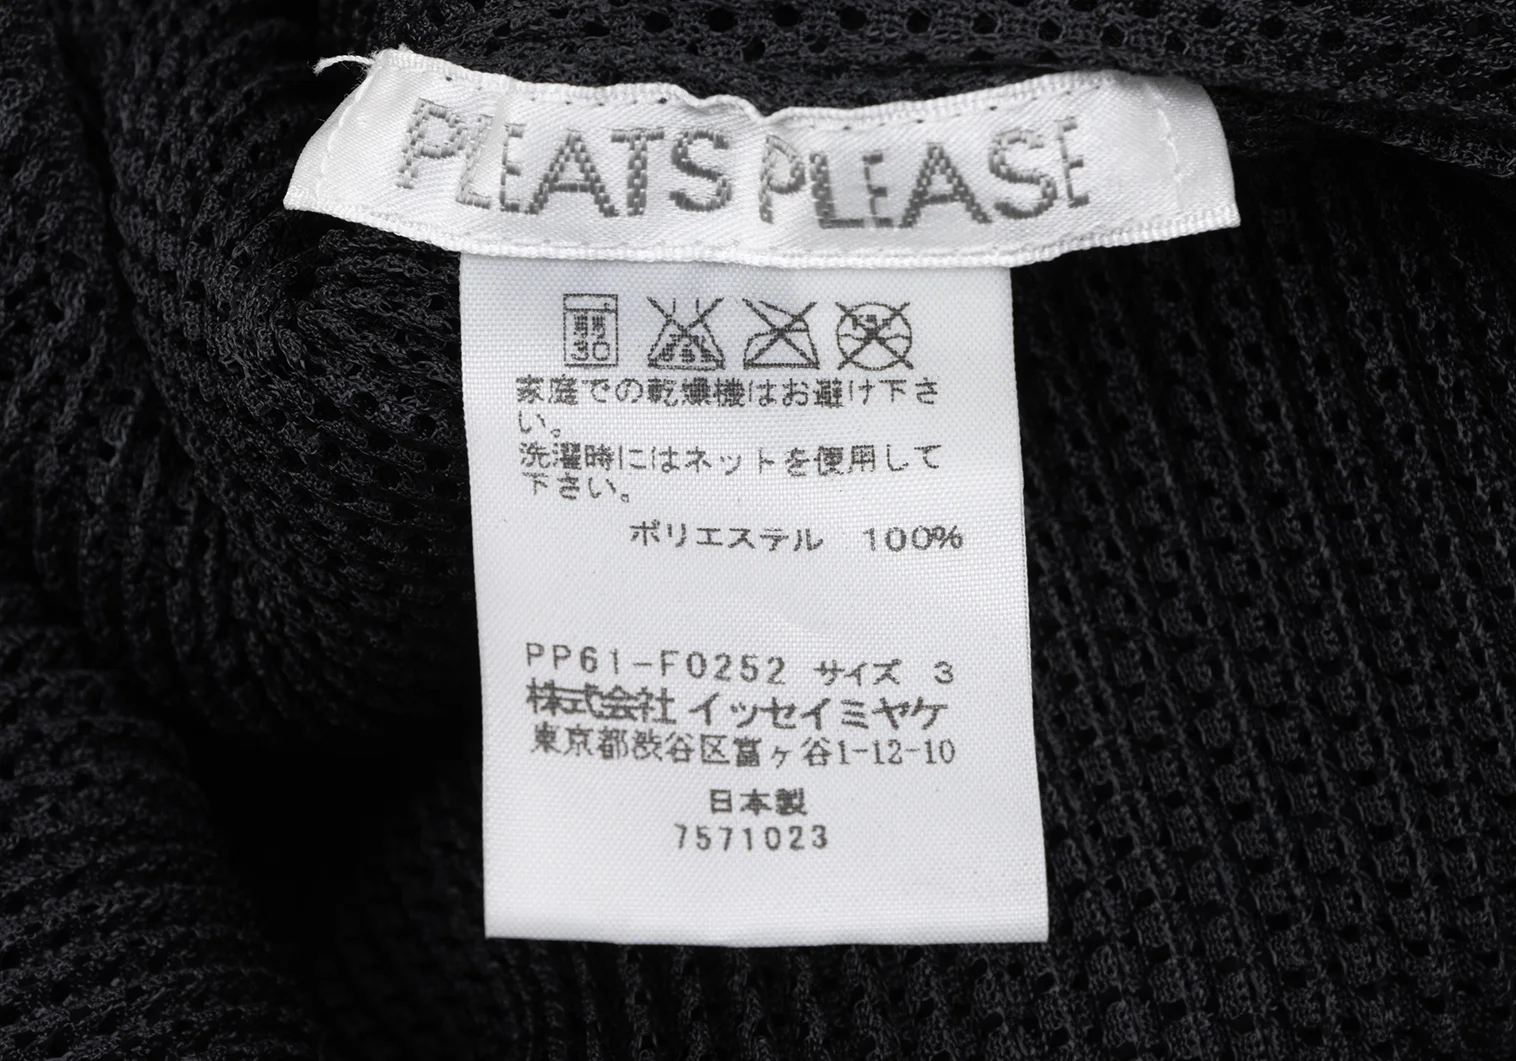 PLEATS PLEASE
弱
30
家庭での乾燥機はお避け下さ
い。
洗濯時にはネットを使用して
下さい。
ポリエステル 100%
PP61-F0252 サイズ 3
株式会社イッセイミヤケ
東京都渋谷区富ヶ谷1-12-10
日本製
7571023